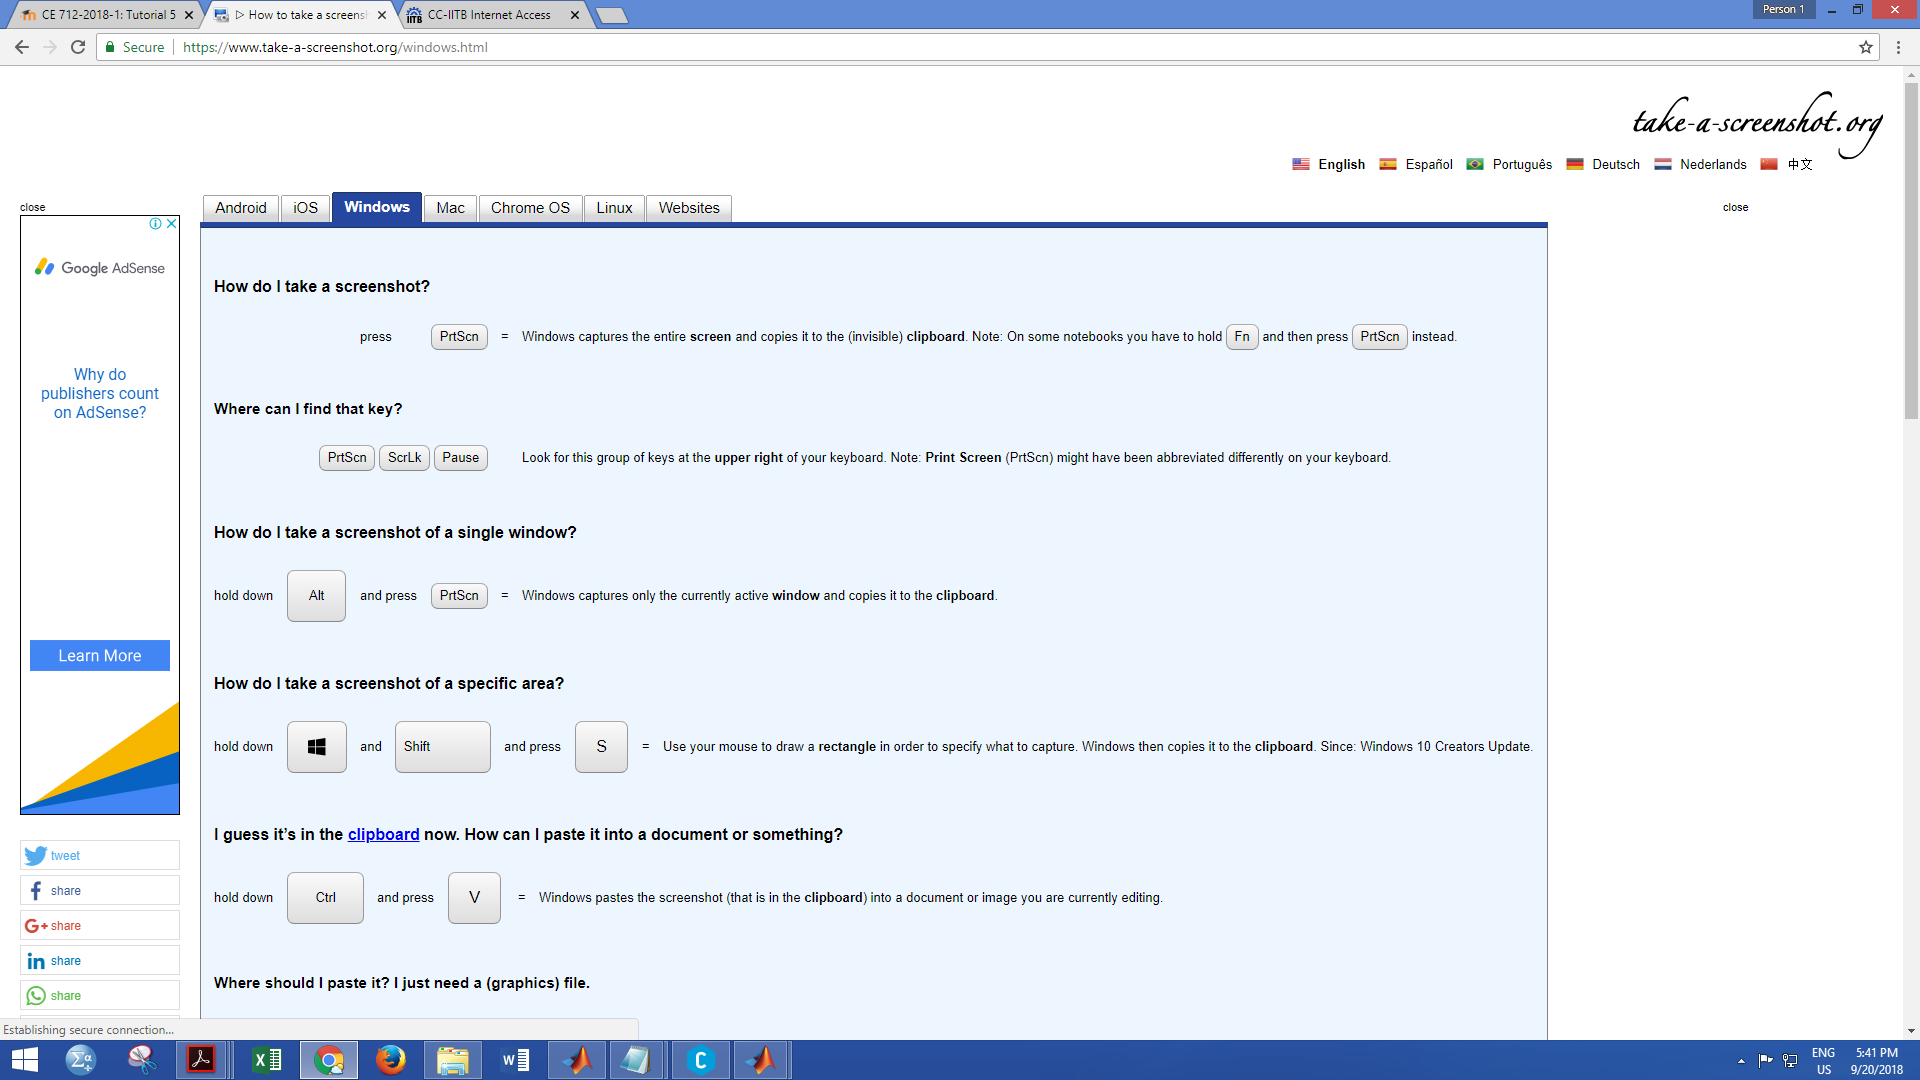 CE 712-2018-1: Tutorial 5
▷ How to take a screensh
CC-IITB Internet Access
Person 1
Secure
https://www.take-a-screenshot.org/windows.html
take-a-screenshot.org
English Español Português Deutsch Nederlands 中文
close
close
Android iOS Windows Mac Chrome OS Linux Websites
Google AdSense
Why do
publishers count
on AdSense?
Learn More
How do I take a screenshot?
press PrtScn = Windows captures the entire screen and copies it to the (invisible) clipboard. Note: On some notebooks you have to hold Fn and then press PrtScn instead.
Where can I find that key?
PrtScn ScrLk Pause Look for this group of keys at the upper right of your keyboard. Note: Print Screen (PrtScn) might have been abbreviated differently on your keyboard.
How do I take a screenshot of a single window?
hold down Alt and press PrtScn = Windows captures only the currently active window and copies it to the clipboard.
How do I take a screenshot of a specific area?
hold down and Shift and press S = Use your mouse to draw a rectangle in order to specify what to capture. Windows then copies it to the clipboard. Since: Windows 10 Creators Update.
I guess it's in the clipboard now. How can I paste it into a document or something?
hold down Ctrl and press V = Windows pastes the screenshot (that is in the clipboard) into a document or image you are currently editing.
Where should I paste it? I just need a (graphics) file.
tweet
share
share
share
share
Establishing secure connection...
ENG
US
5:41 PM
9/20/2018